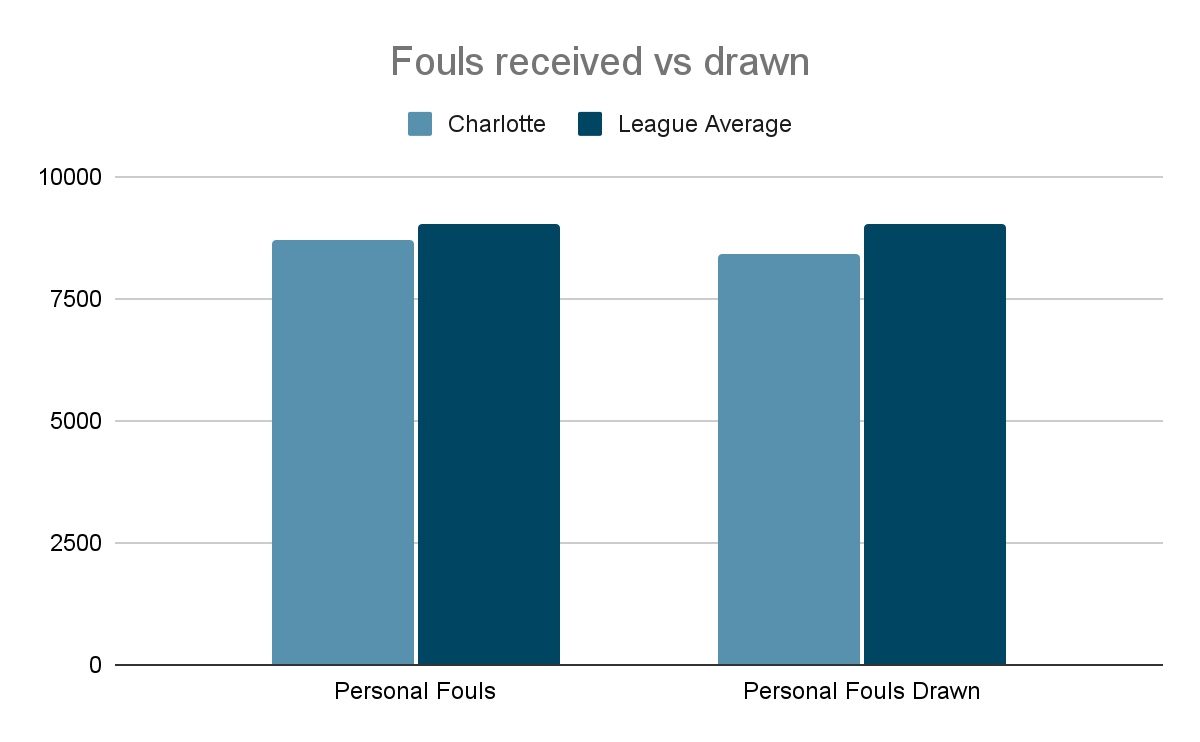 Fouls received vs drawn
Charlotte League Average
10000
7500
5000
2500
0
Personal Fouls Personal Fouls Drawn